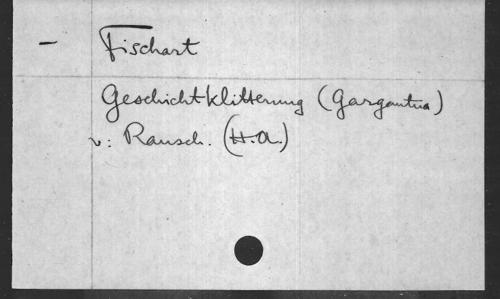 - Fischart
Geschichtklitterung (Gargantua)
v: Rausch. (H.A.)